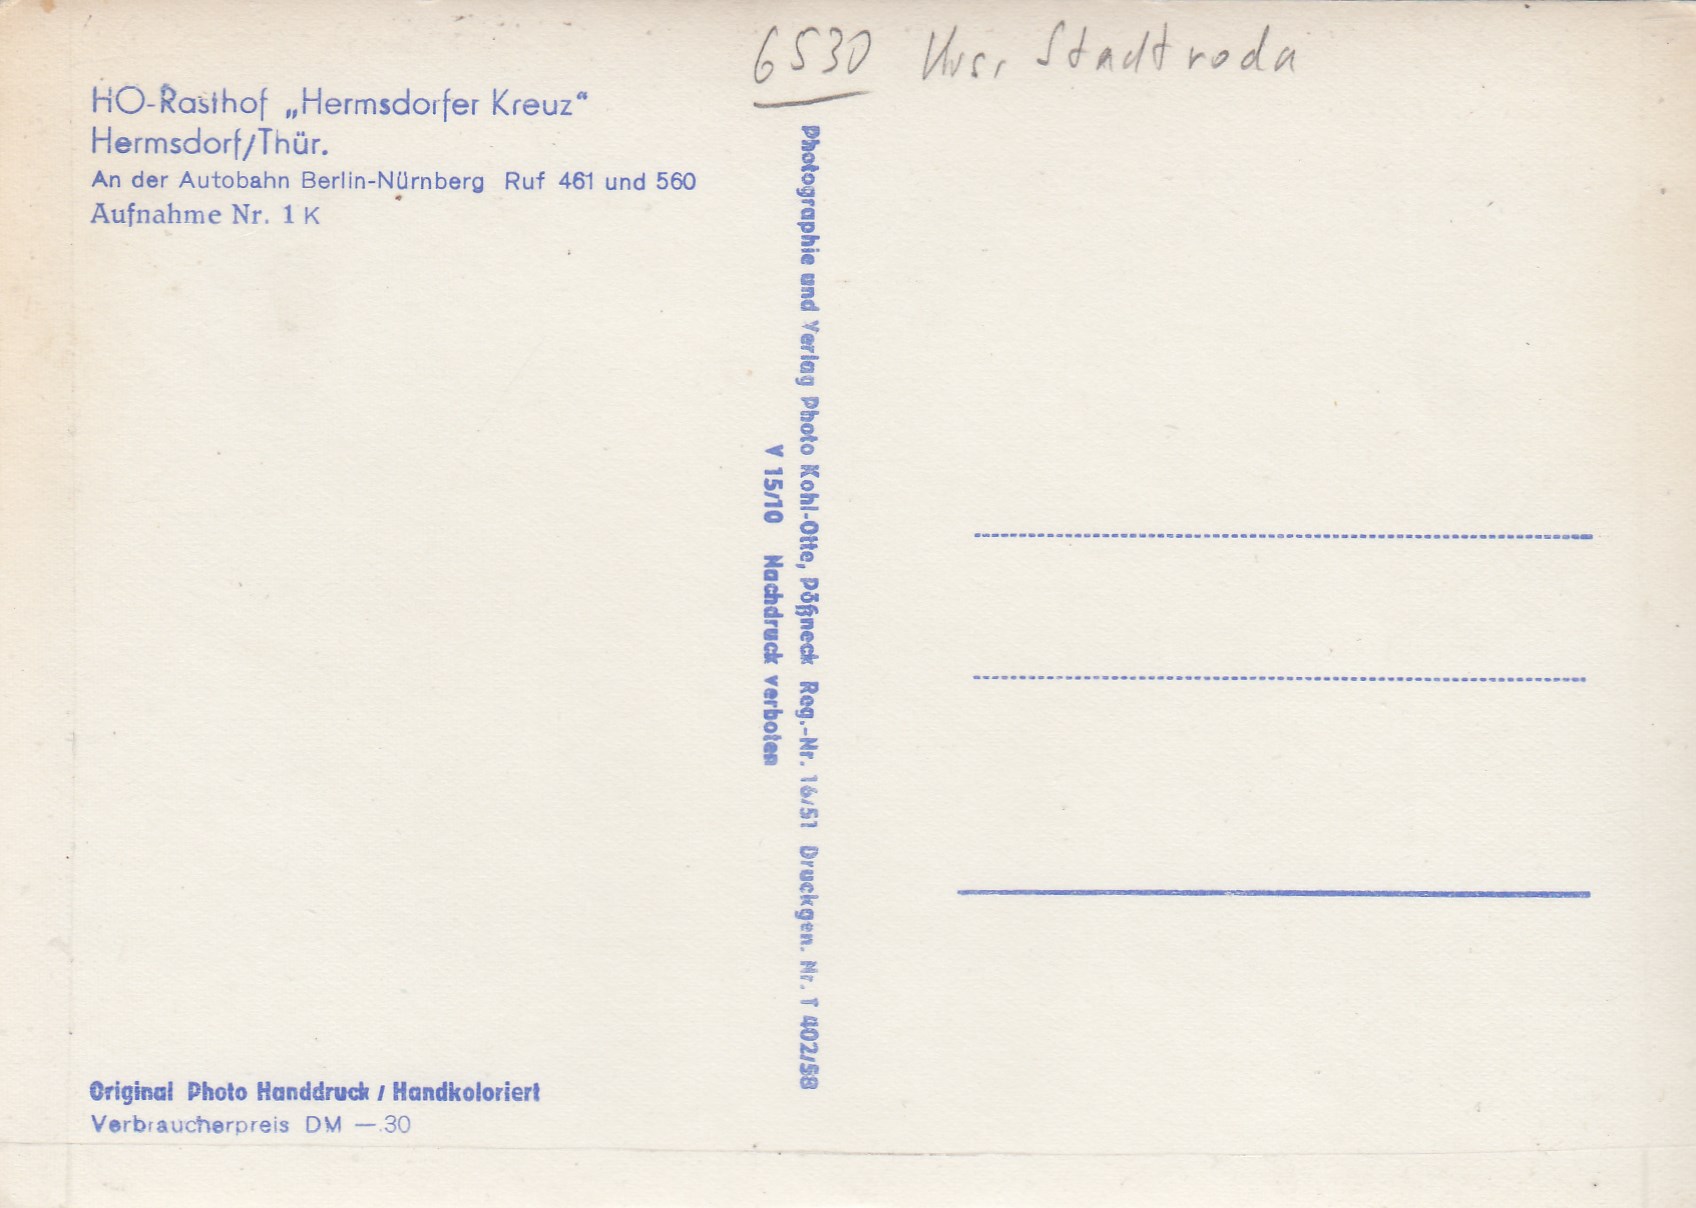 6530 Krs. Stadtroda
HO-Rasthof „Hermsdorfer Kreuz“
Hermsdorf/Thür.
An der Autobahn Berlin-Nürnberg Ruf 461 und 560
Aufnahme Nr. 1 K
Photographie und Verlag Photo Kohl-Otte, Pößneck Reg.-Nr. 16/51 Druckgen. Nr. T 402/58
V 15/10 Nachdruck verboten
Original Photo Handdruck / Handkoloriert
Verbraucherpreis DM —.30